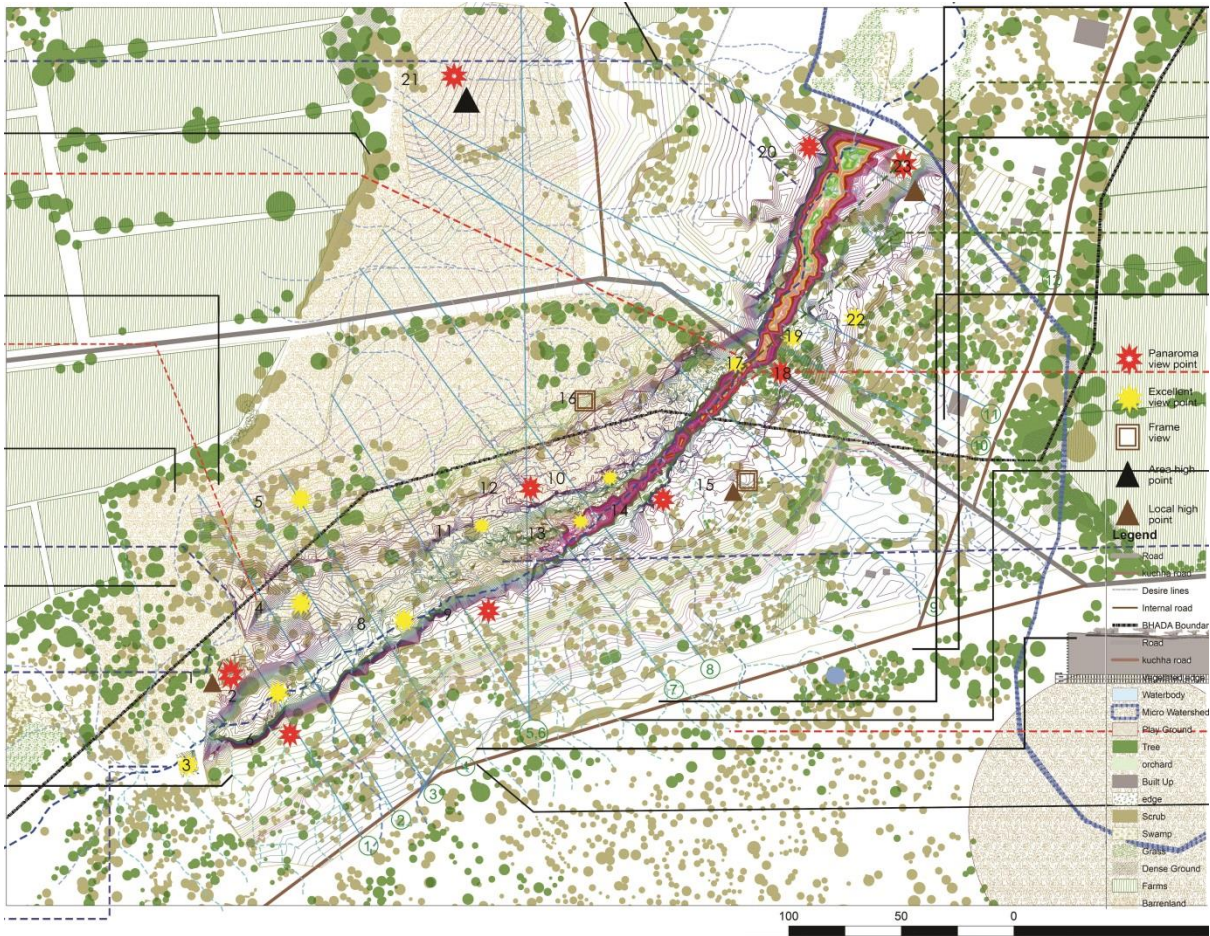 21
20
23
22
19
17
18
16
15
14
13
12
10
11
5
4
8
9
1
2
3
6
12
11
10
9
8
7
5,6
4
3
2
1
Panaroma
view point
Excellent
view point
Frame
view
Area high
point
Local high
point
Legend
Road
kuchha road
Desire lines
Internal road
BHADA Boundar
Road
kuchha road
Vegetated edge
Waterbody
Micro Watershed
Play Ground
Tree
orchard
Built Up
edge
Scrub
Swamp
Grass
Dense Ground
Farms
Barrenland
100 50 0